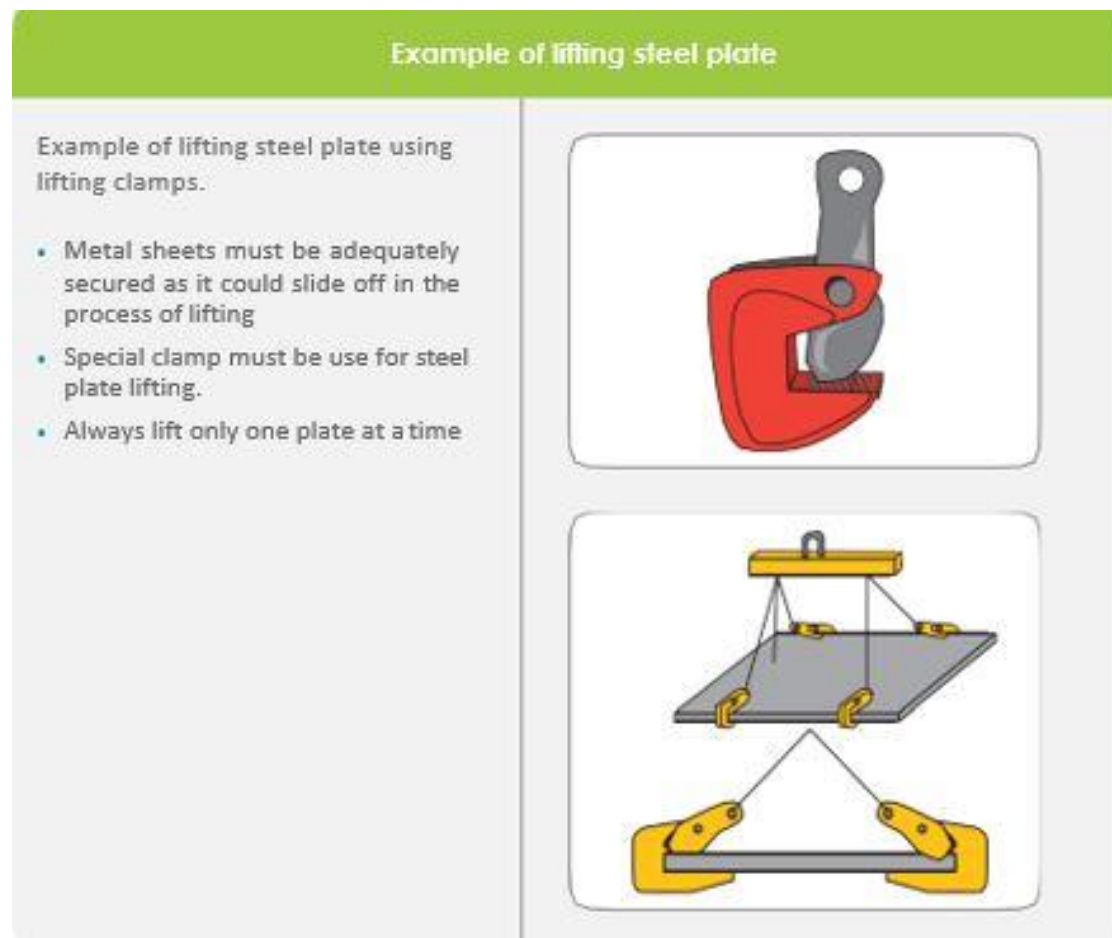 Example of lifting steel plate
Example of lifting steel plate using
lifting clamps.
• Metal sheets must be adequately
secured as it could slide off in the
process of lifting
• Special clamp must be use for steel
plate lifting.
• Always lift only one plate at a time